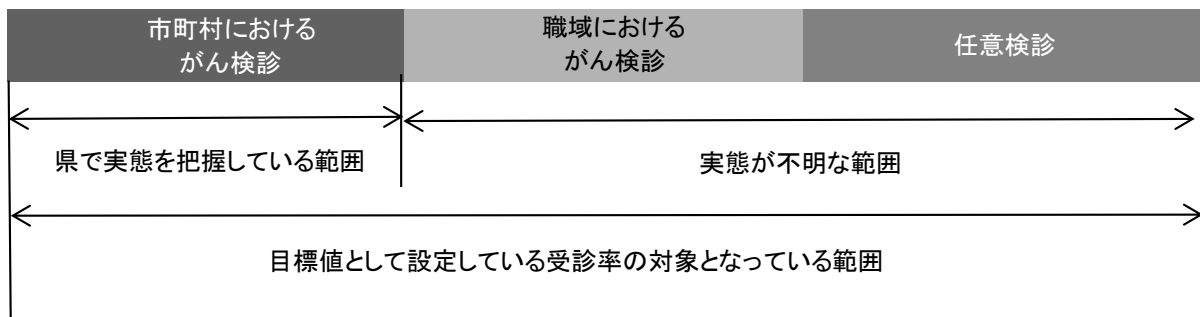 市町村における
がん検診
職域における
がん検診
任意検診
県で実態を把握している範囲
実態が不明な範囲
目標値として設定している受診率の対象となっている範囲